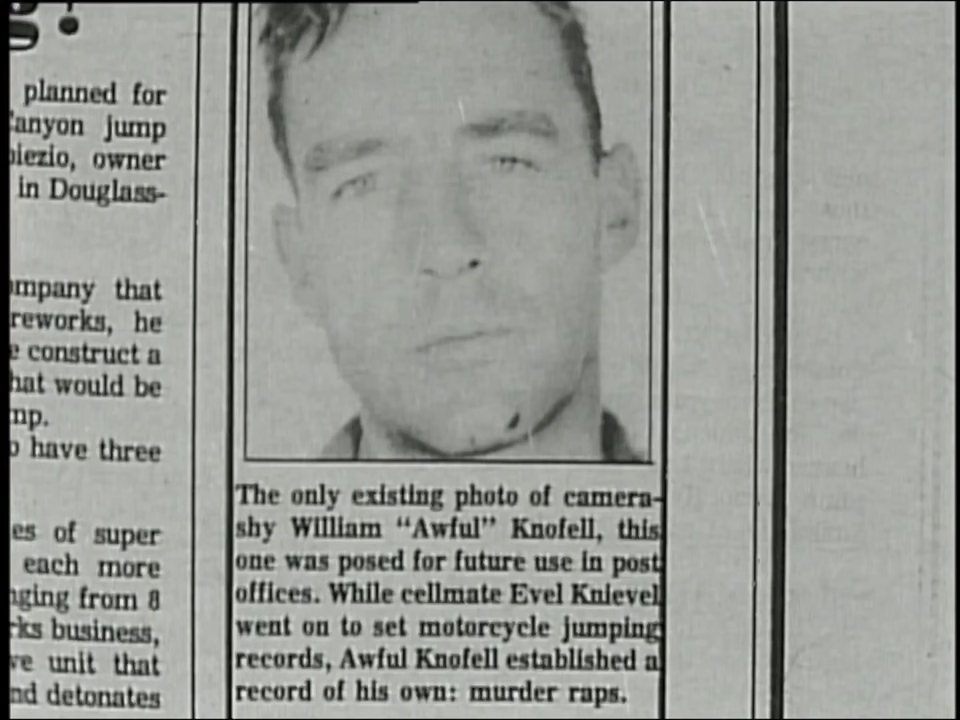 planned for
anyon jump
iezio, owner
in Douglass-
mpany that
reworks, he
e construct a
hat would be
mp.
o have three
es of super
each more
nging from 8
rks business,
ve unit that
nd detonates
The only existing photo of camera-
shy William “Awful” Knofell, this
one was posed for future use in post
offices. While cellmate Evel Knievel
went on to set motorcycle jumping
records, Awful Knofell established a
record of his own: murder raps.